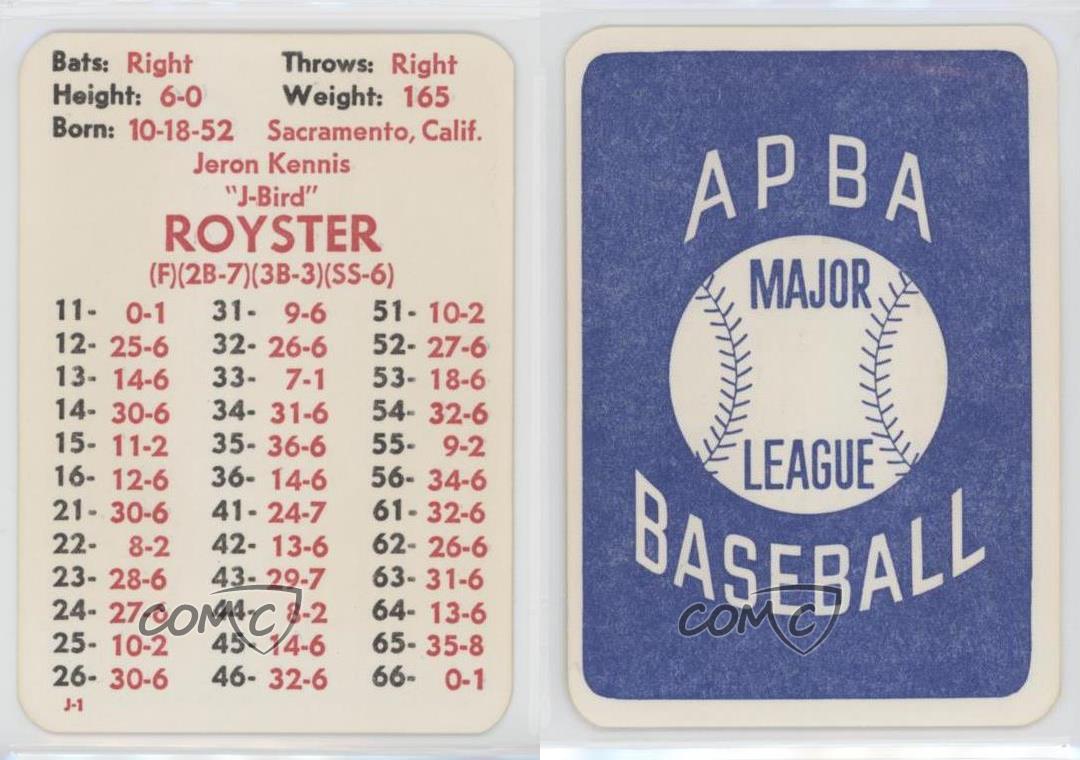 Bats: Right Throws: Right
Height: 6-0 Weight: 165
Born: 10-18-52 Sacramento, Calif.
Jeron Kennis
"J-Bird"
ROYSTER
(F)(2B-7)(3B-3)(SS-6)
11- 0-1 31- 9-6 51- 10-2
12- 25-6 32- 26-6 52- 27-6
13- 14-6 33- 7-1 53- 18-6
14- 30-6 34- 31-6 54- 32-6
15- 11-2 35- 36-6 55- 9-2
16- 12-6 36- 14-6 56- 34-6
21- 30-6 41- 24-7 61- 32-6
22- 8-2 42- 13-6 62- 26-6
23- 28-6 43- 29-7 63- 31-6
24- 27-6 44- 8-2 64- 13-6
25- 10-2 45- 14-6 65- 35-8
26- 30-6 46- 32-6 66- 0-1
J-1
COMC
APBA
MAJOR
LEAGUE
BASEBALL
COMC